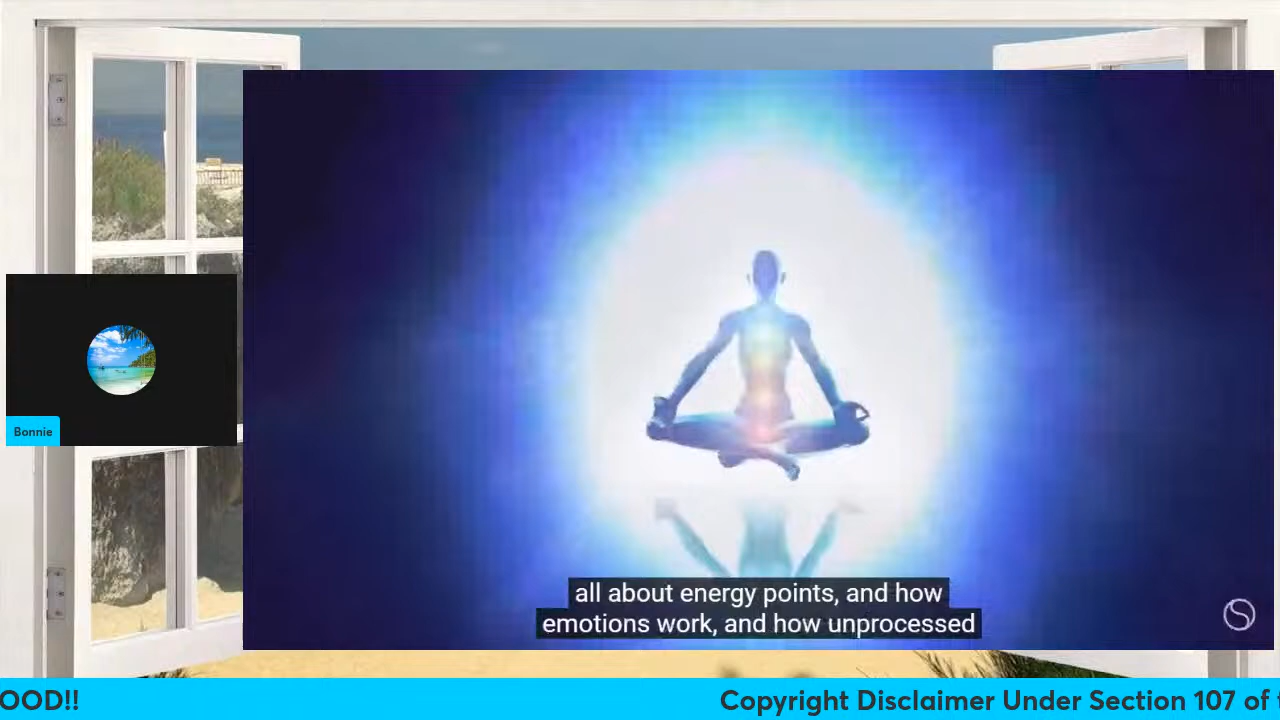 Bonnie
all about energy points, and how
emotions work, and how unprocessed
OOD!!
Copyright Disclaimer Under Section 107 of